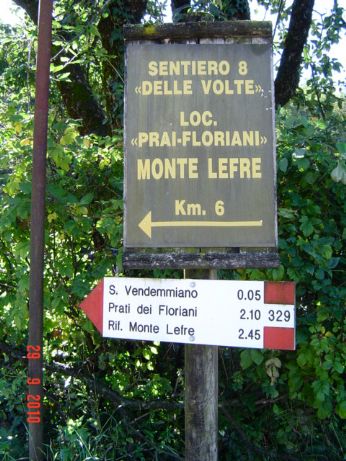 SENTIERO 8
«DELLE VOLTE»
LOC.
«PRAI-FLORIANI»
MONTE LEFRE
Km. 6
S. Vendemmiano 0.05
Prati dei Floriani 2.10 329
Rif. Monte Lefre 2.45
29 9 2010